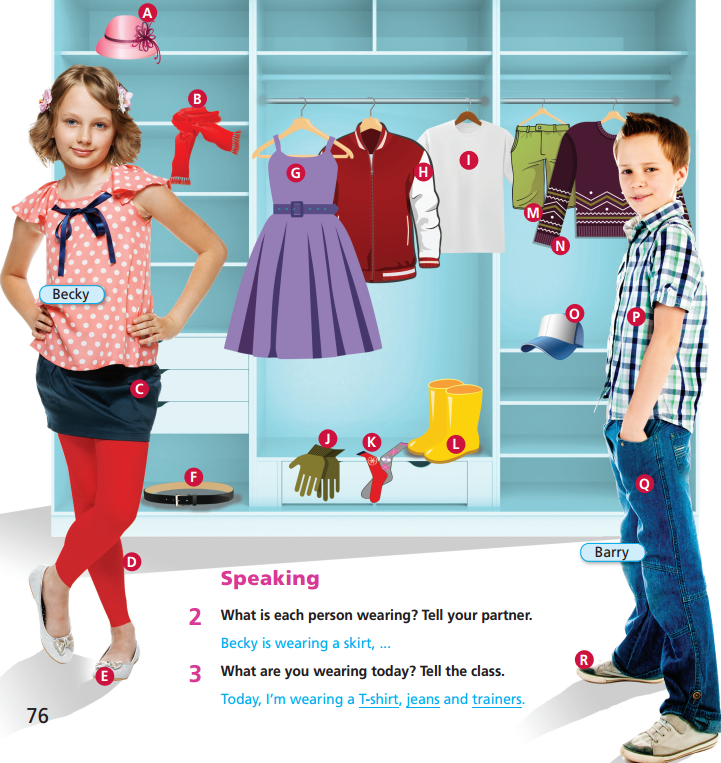 A
B
G
H
I
M
N
Becky
O
P
C
J
K
L
F
Q
Barry
D
Speaking
2 What is each person wearing? Tell your partner.
Becky is wearing a skirt, ...
3 What are you wearing today? Tell the class.
R
E
Today, I'm wearing a T-shirt, jeans and trainers.
76